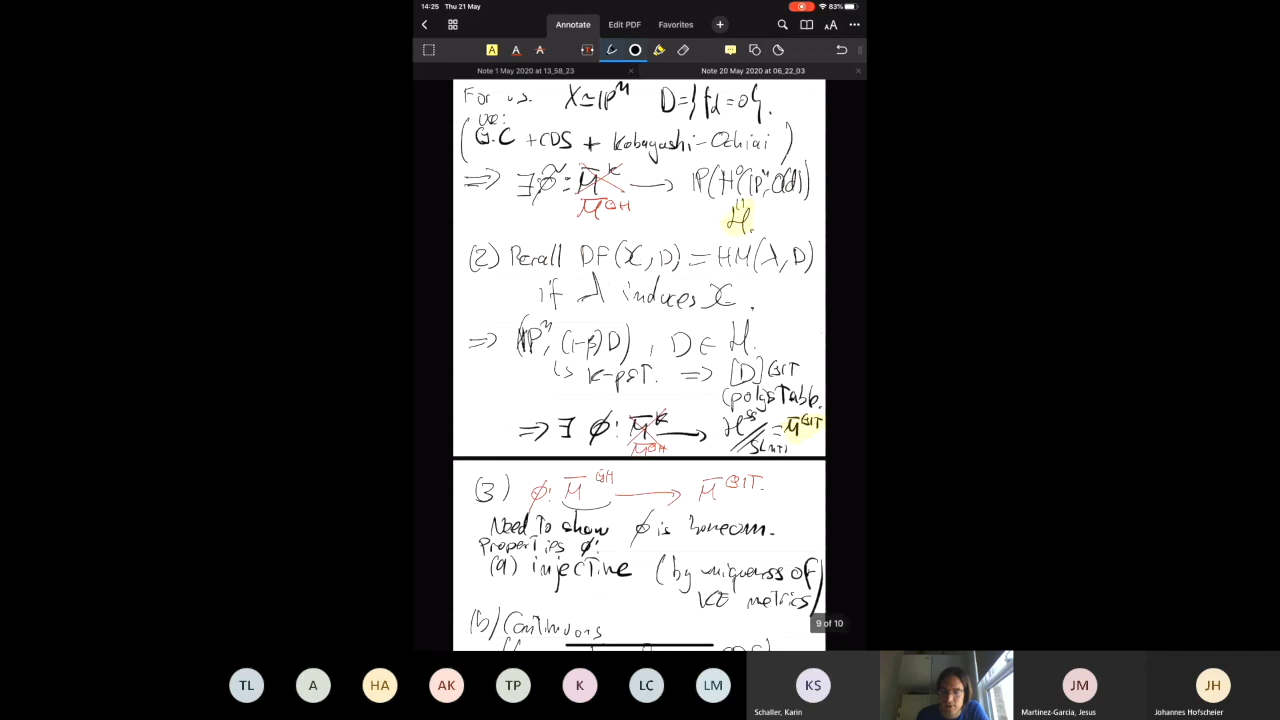 14:25 Thu 21 May
83%
Annotate Edit PDF Favorites
Note 1 May 2020 at 13_58_23 Note 20 May 2020 at 06_22_03
For us. X≃ℙⁿ D={f_d=0}.
use:
(G.C + CDS + Kobayashi-Ochiai)
⟹ ∃ φ̃: M̄ᴷ ⟶ ℙ(H⁰(ℙⁿ, O(d)))
M̄ᴳᴴ
H.
(2) Recall DF(X, D) = HM(λ, D)
if λ induces X.
⟹ (ℙⁿ, (1-β)D), D ∈ H.
is K-pst. ⟹ [D] GIT
(poly)stable.
⟹ ∃ φ: M̄ᴷ ⟶ Hˢˢ // SL(n+1) = M̄ᴳᴵᵀ
M̄ᴳᴴ
(3) φ: M̄ᴳᴴ ⟶ M̄ᴳᴵᵀ.
Need to show φ is homeom.
Properties φ:
(a) injective (by uniqueness of
KE metrics)
(b) Continuous
9 of 10
TL A HA AK TP K LC LM KS JM JH
Schaller, Karin Martinez-Garcia, Jesus Johannes Hofscheier